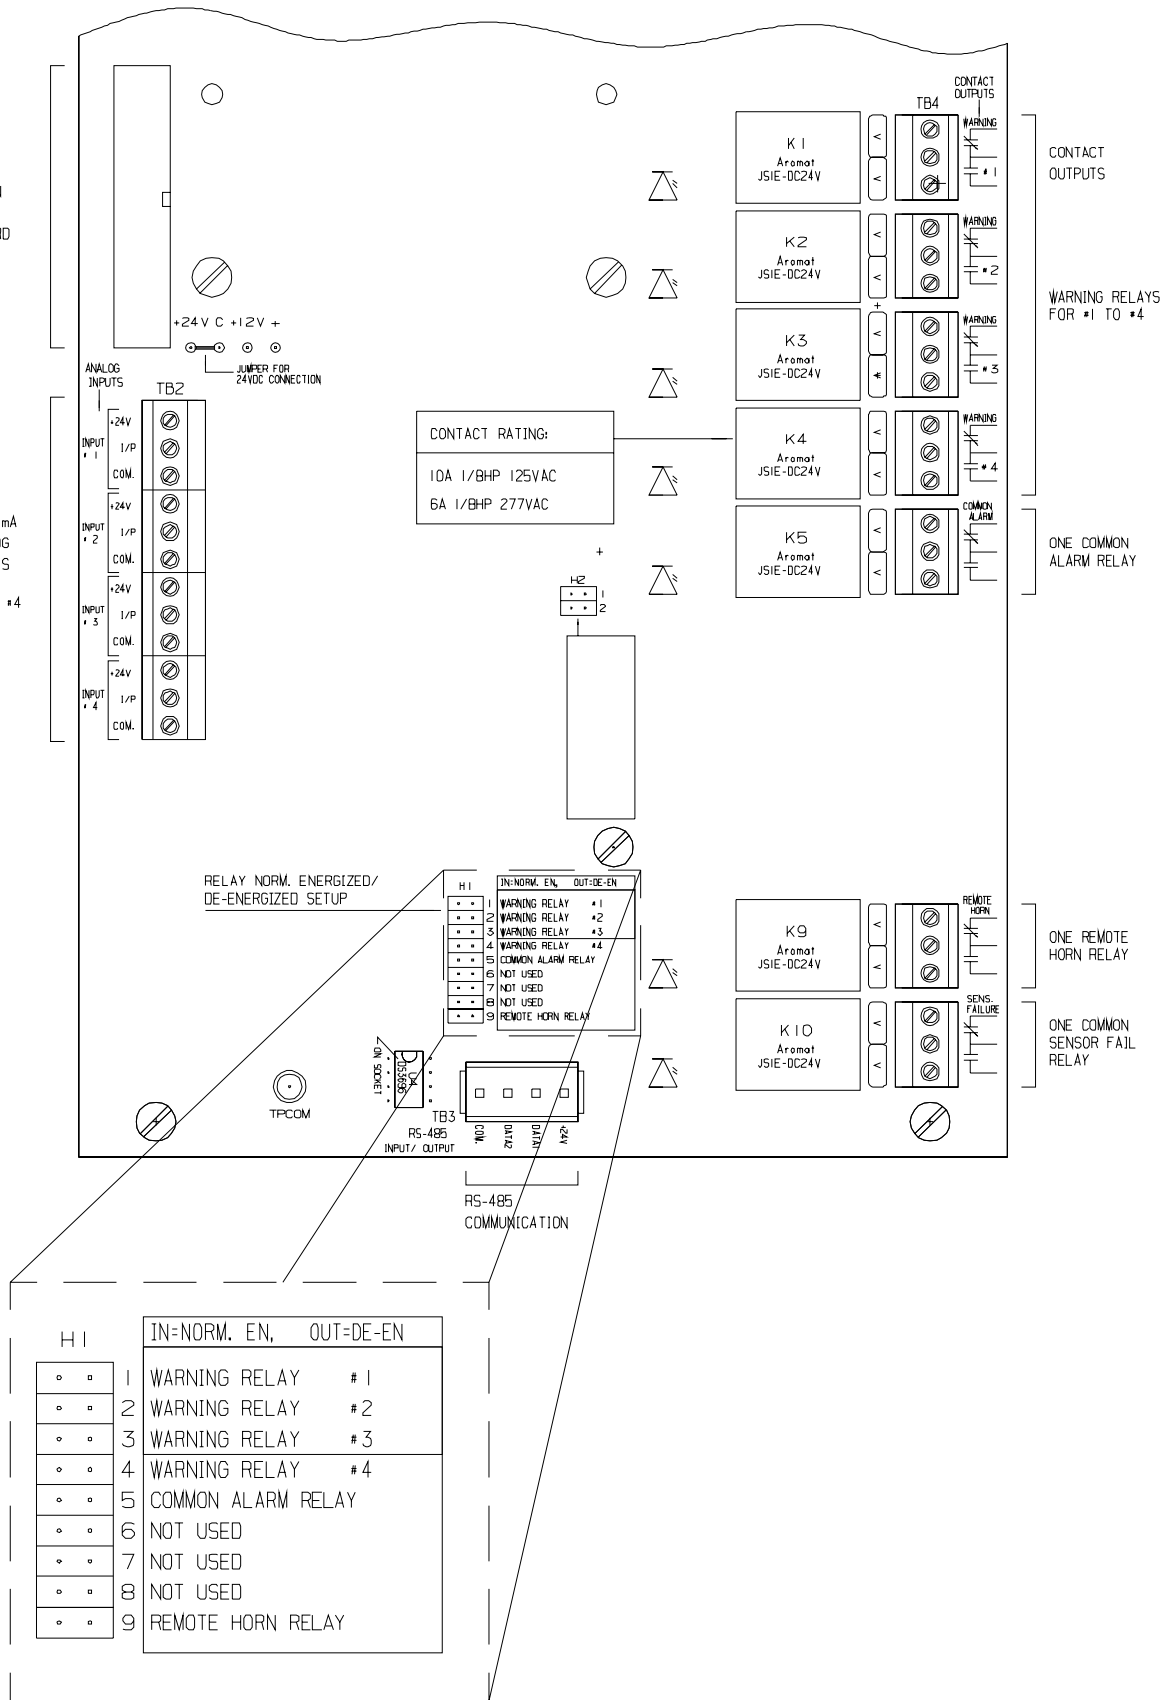 CONTACT
OUTPUTS
TB4
WARNING
#1
K1
Aromat
JS1E-DC24V
<
<
CONTACT
OUTPUTS
WARNING
#2
K2
Aromat
JS1E-DC24V
<
<
+
WARNING RELAYS
FOR #1 TO #4
WARNING
#3
K3
Aromat
JS1E-DC24V
<
WARNING
#4
K4
Aromat
JS1E-DC24V
<
<
COMMON
ALARM
K5
Aromat
JS1E-DC24V
<
<
ONE COMMON
ALARM RELAY
+24V C +12V +
JUMPER FOR
24VDC CONNECTION
ANALOG
INPUTS
TB2
INPUT
# 1
+24V
I/P
COM.
INPUT
# 2
+24V
I/P
COM.
INPUT
# 3
+24V
I/P
COM.
INPUT
# 4
+24V
I/P
COM.
N
RD
mA
OG
S
#4
CONTACT RATING:
10A 1/8HP 125VAC
6A 1/8HP 277VAC
+
H2
1
2
RELAY NORM. ENERGIZED/
DE-ENERGIZED SETUP
H1
IN=NORM. EN, OUT=DE-EN
1 WARNING RELAY #1
2 WARNING RELAY #2
3 WARNING RELAY #3
4 WARNING RELAY #4
5 COMMON ALARM RELAY
6 NOT USED
7 NOT USED
8 NOT USED
9 REMOTE HORN RELAY
REMOTE
HORN
K9
Aromat
JS1E-DC24V
<
<
ONE REMOTE
HORN RELAY
SENS.
FAILURE
K10
Aromat
JS1E-DC24V
<
<
ONE COMMON
SENSOR FAIL
RELAY
TPCOM
ON SOCKET
U4
DS3695
TB3
RS-485
INPUT/ OUTPUT
COM.
DATA2
DATA1
+24V
RS-485
COMMUNICATION
H1
IN=NORM. EN, OUT=DE-EN
1 WARNING RELAY #1
2 WARNING RELAY #2
3 WARNING RELAY #3
4 WARNING RELAY #4
5 COMMON ALARM RELAY
6 NOT USED
7 NOT USED
8 NOT USED
9 REMOTE HORN RELAY